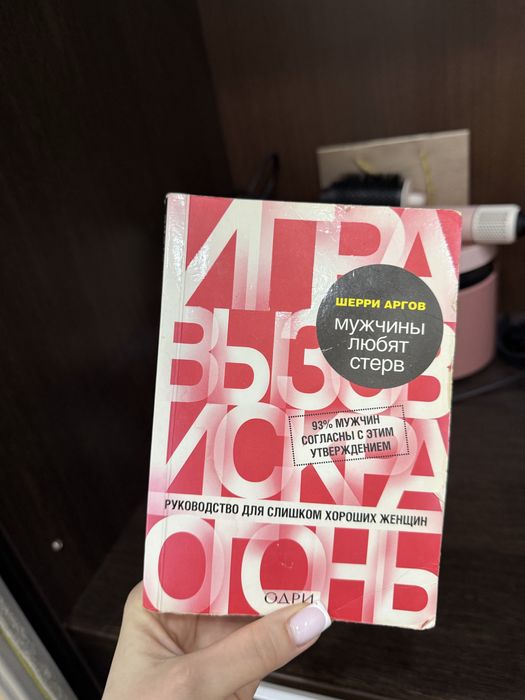 ИГРА
ШЕРРИ АРГОВ
мужчины
любят
стерв
ВЫЗОВ
93% МУЖЧИН
СОГЛАСНЫ С ЭТИМ
УТВЕРЖДЕНИЕМ
ИСКРА
РУКОВОДСТВО ДЛЯ СЛИШКОМ ХОРОШИХ ЖЕНЩИН
ОГОНЬ
ОДРИ